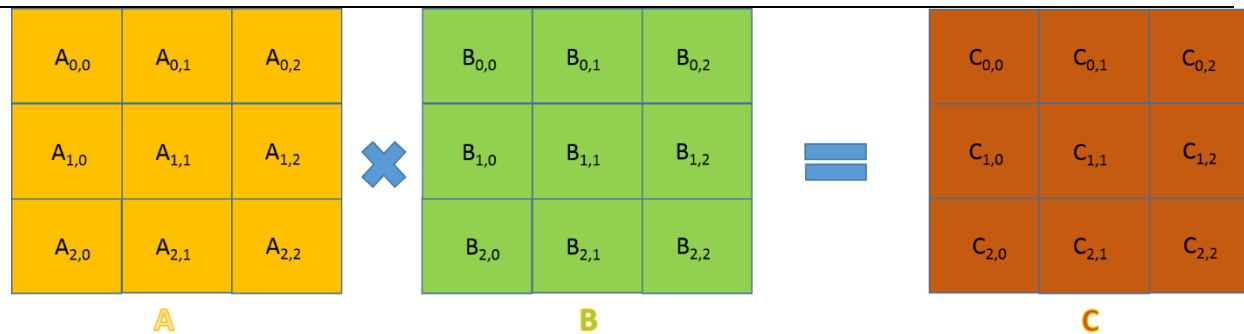 A0,0 A0,1 A0,2 B0,0 B0,1 B0,2 C0,0 C0,1 C0,2
A1,0 A1,1 A1,2 B1,0 B1,1 B1,2 C1,0 C1,1 C1,2
A2,0 A2,1 A2,2 B2,0 B2,1 B2,2 C2,0 C2,1 C2,2
A B C